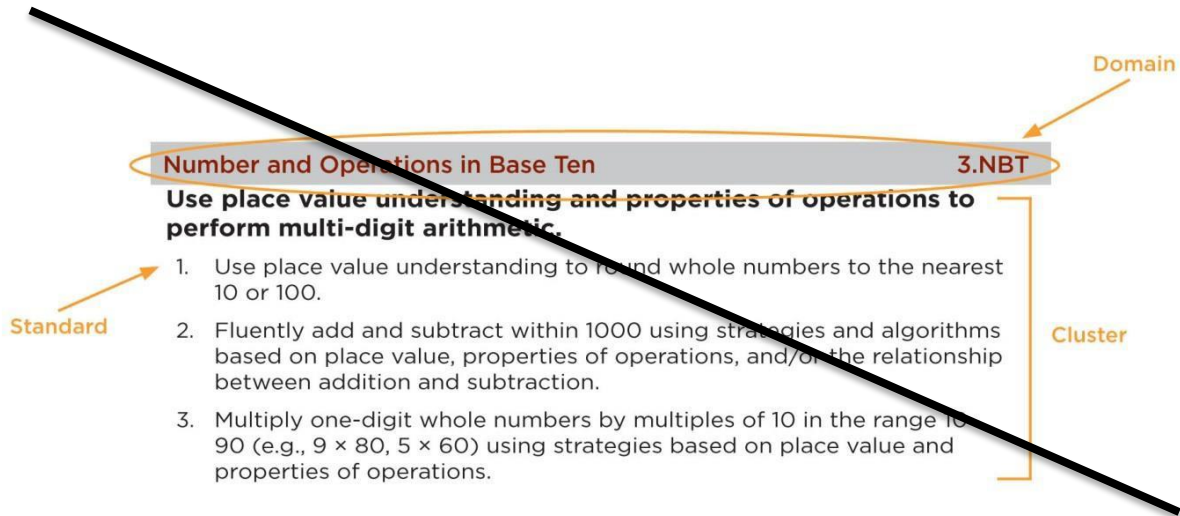 Domain
Number and Operations in Base Ten 3.NBT
Use place value understanding and properties of operations to
perform multi-digit arithmetic.
1. Use place value understanding to round whole numbers to the nearest
10 or 100.
Standard
2. Fluently add and subtract within 1000 using strategies and algorithms
based on place value, properties of operations, and/or the relationship
between addition and subtraction.
Cluster
3. Multiply one-digit whole numbers by multiples of 10 in the range 10-
90 (e.g., 9 × 80, 5 × 60) using strategies based on place value and
properties of operations.